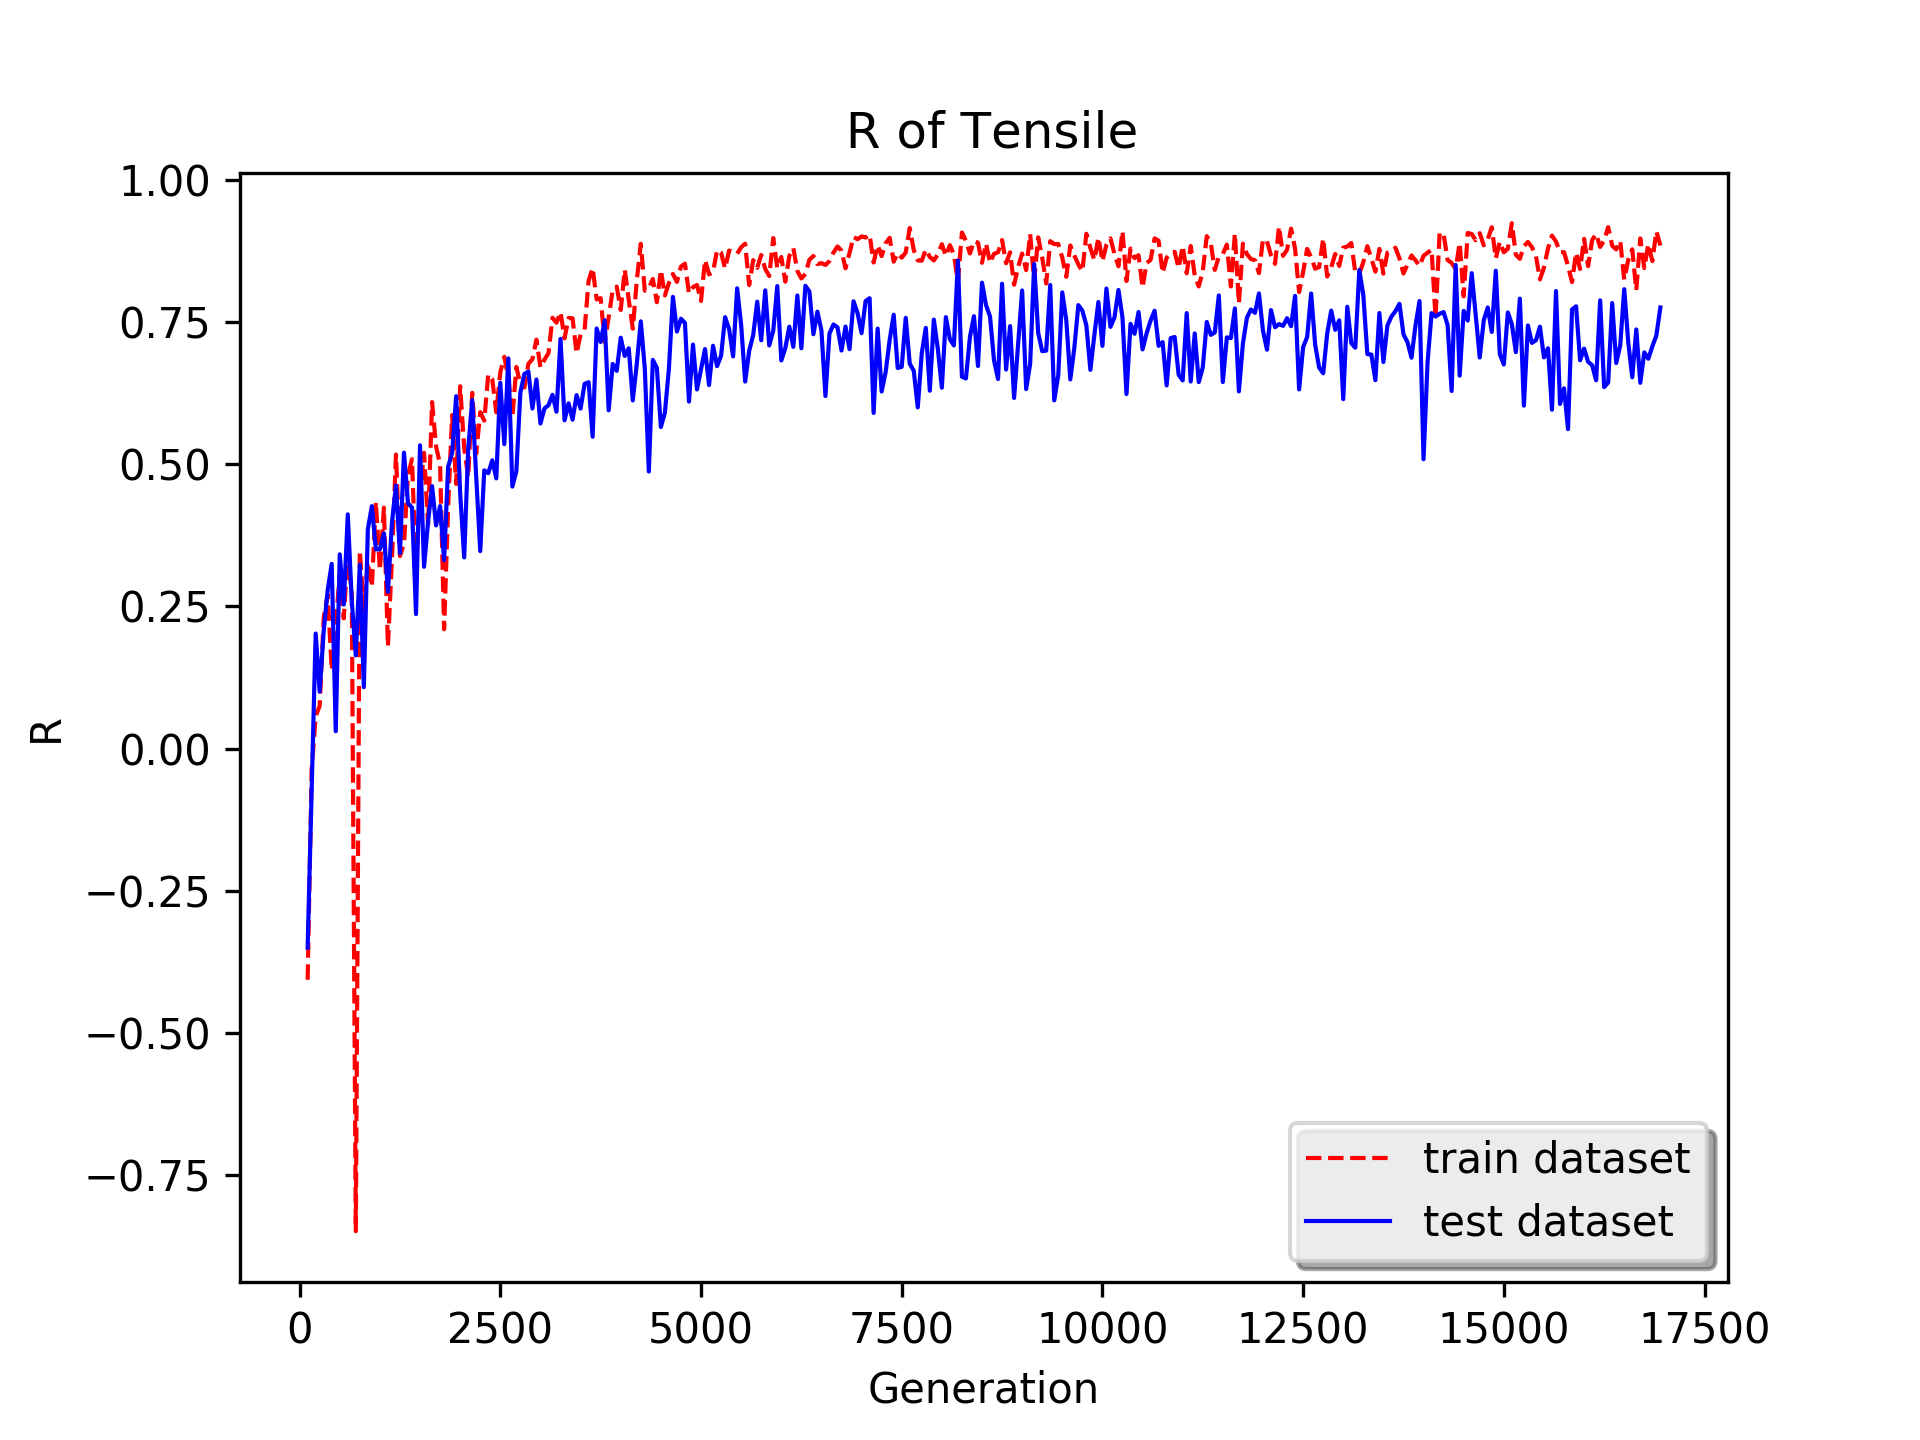 R of Tensile
1.00
0.75
0.50
0.25
0.00
−0.25
−0.50
−0.75
R
train dataset
test dataset
0 2500 5000 7500 10000 12500 15000 17500
Generation